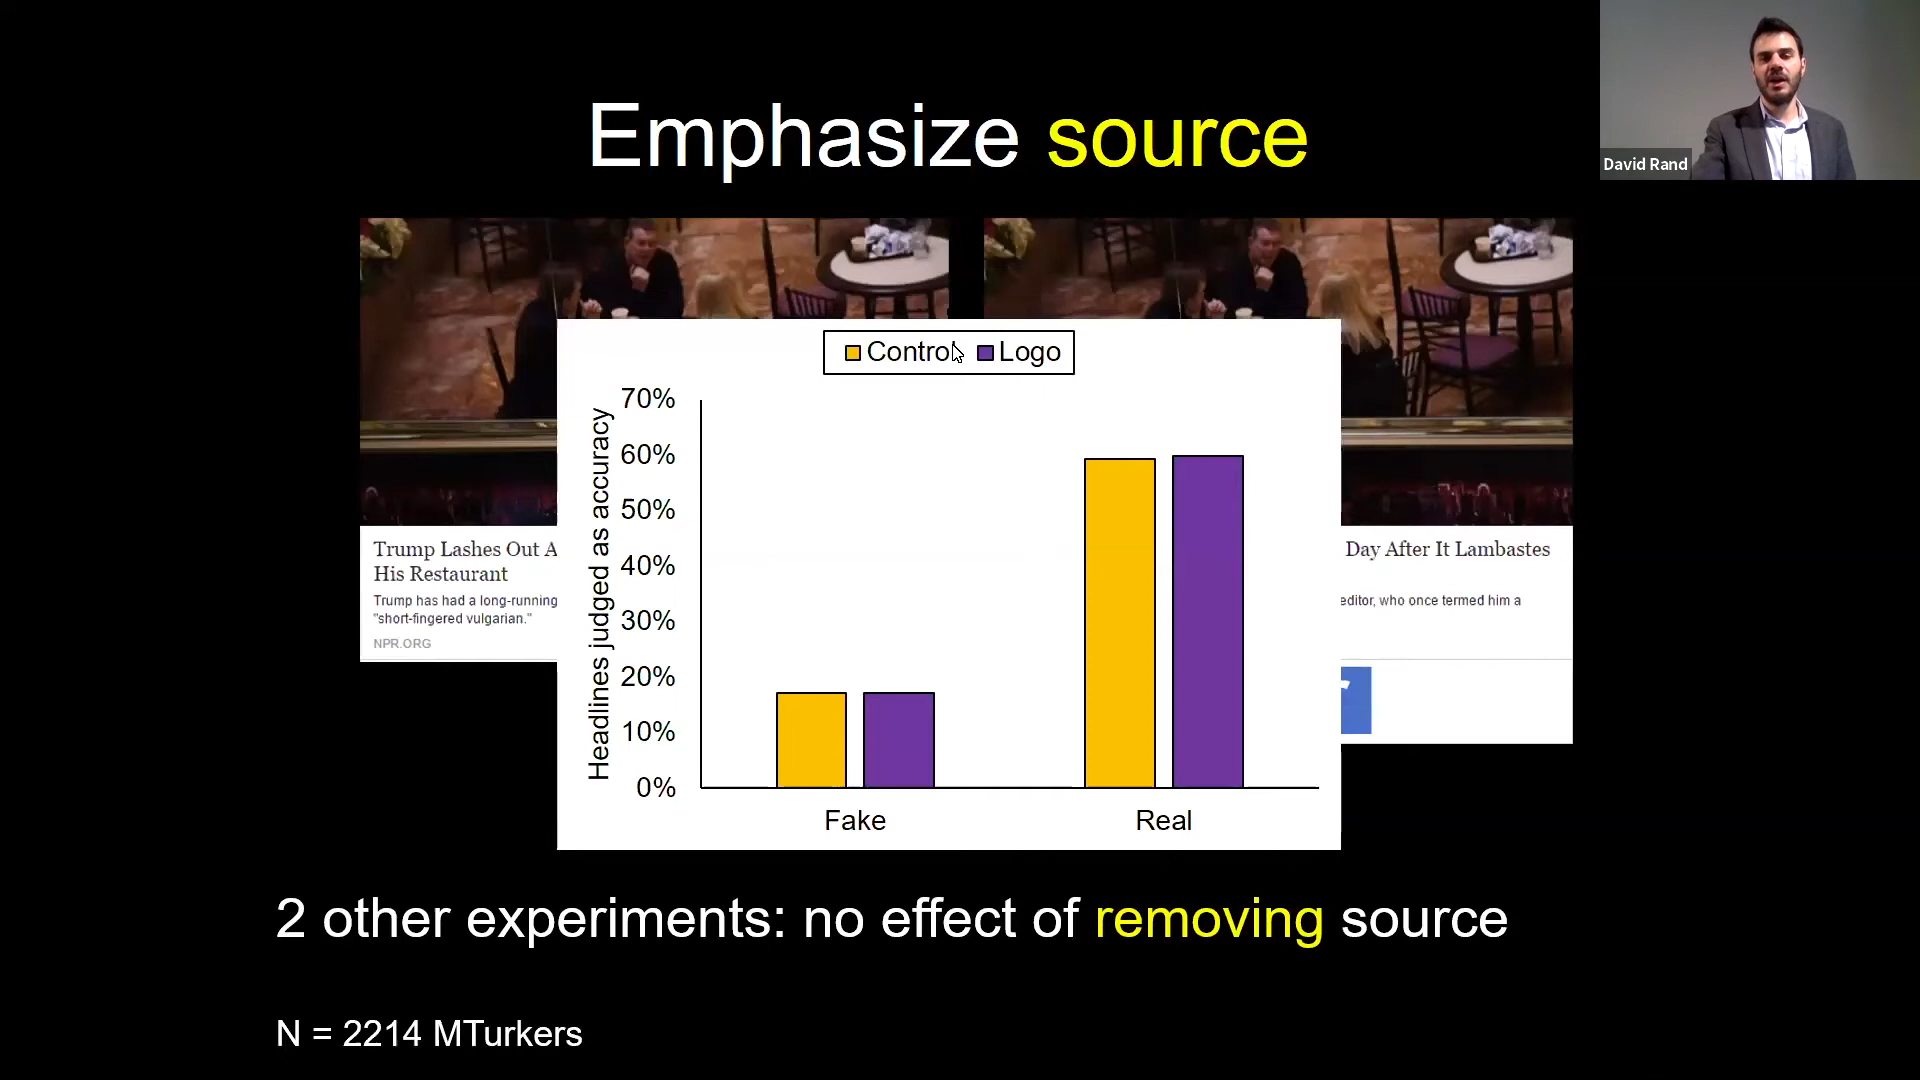 Emphasize source
David Rand
Control Logo
70%
60%
50%
40%
30%
20%
10%
0%
Headlines judged as accuracy
Fake Real
Trump Lashes Out A
His Restaurant
Trump has had a long-running
"short-fingered vulgarian."
NPR.ORG
Day After It Lambastes
editor, who once termed him a
2 other experiments: no effect of removing source
N = 2214 MTurkers